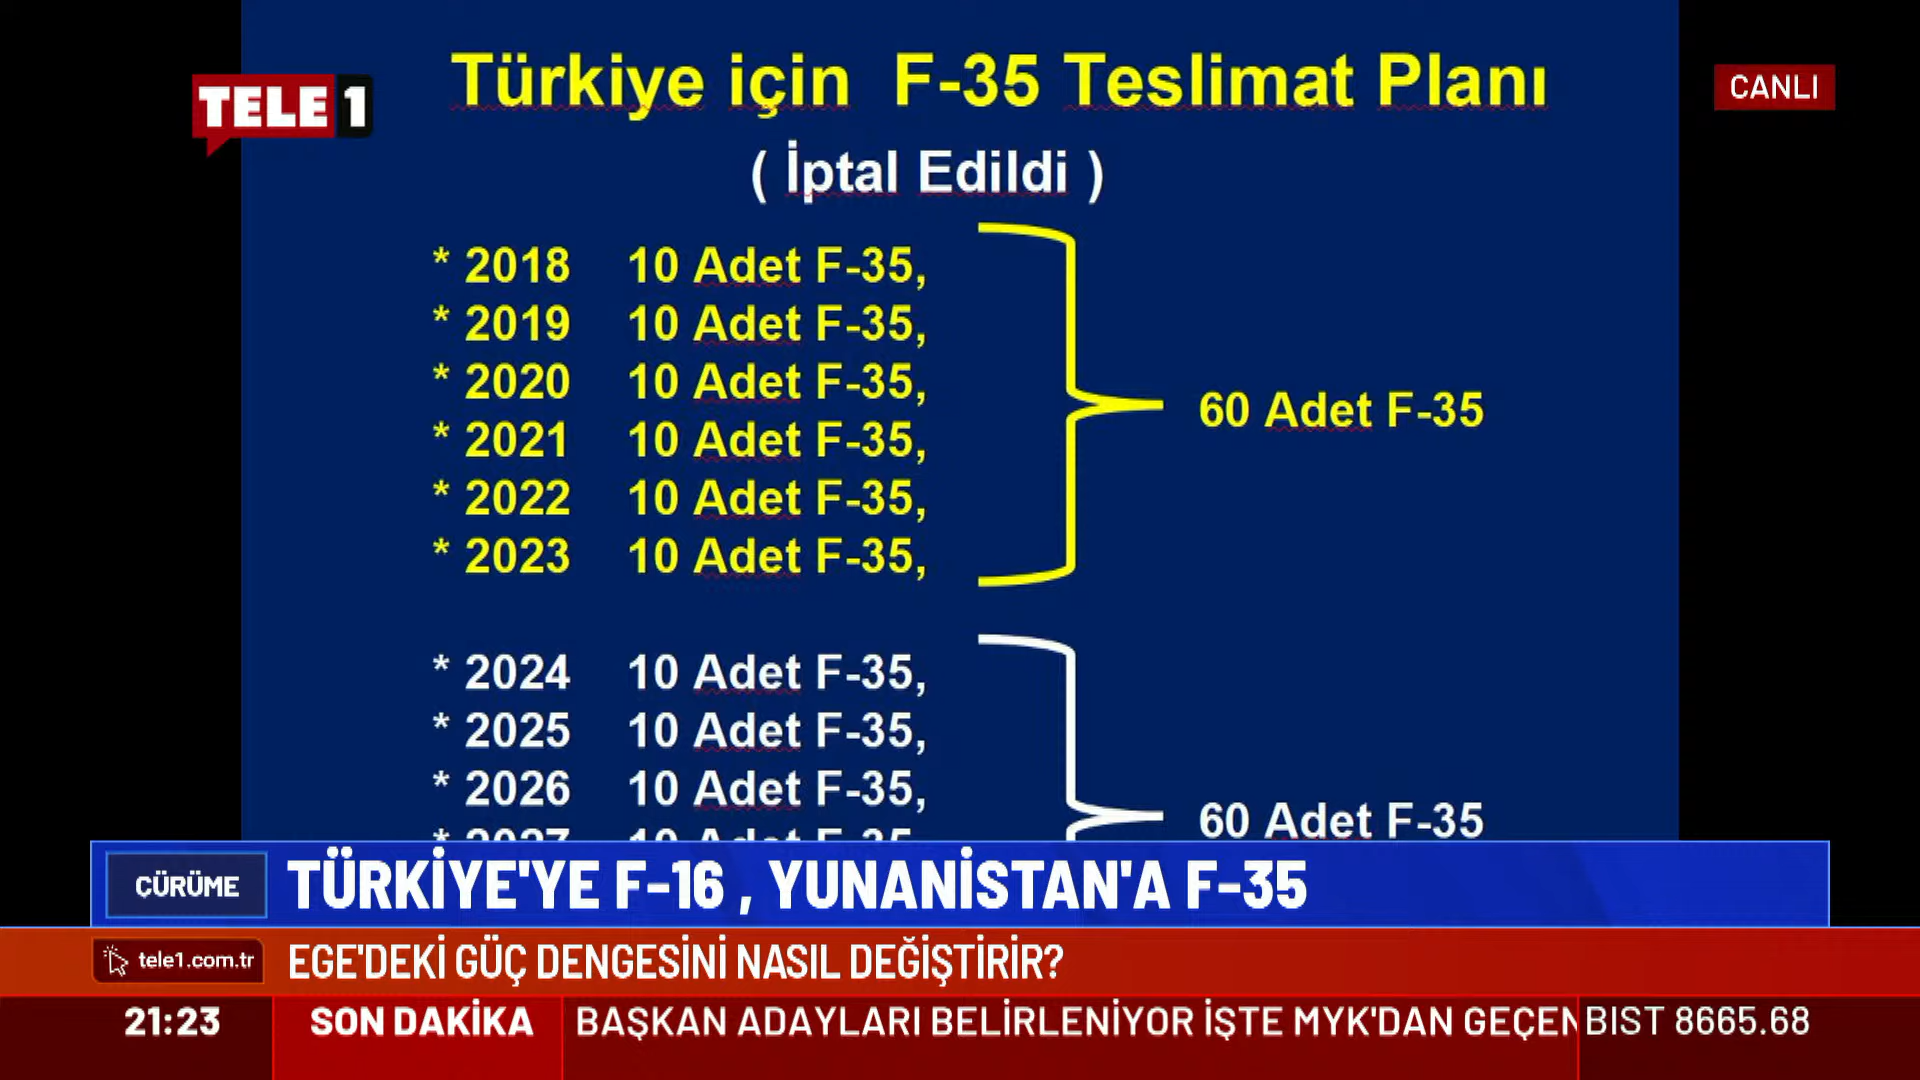 Türkiye için F-35 Teslimat Planı
TELE 1
CANLI
( İptal Edildi )
* 2018 10 Adet F-35,
* 2019 10 Adet F-35,
* 2020 10 Adet F-35,
* 2021 10 Adet F-35,
* 2022 10 Adet F-35,
* 2023 10 Adet F-35,
60 Adet F-35
* 2024 10 Adet F-35,
* 2025 10 Adet F-35,
* 2026 10 Adet F-35,
* 2027 10 Adet F-35,
60 Adet F-35
ÇÜRÜME
TÜRKİYE'YE F-16 , YUNANİSTAN'A F-35
tele1.com.tr
EGE'DEKİ GÜÇ DENGESİNİ NASIL DEĞİŞTİRİR?
21:23
SON DAKİKA
BAŞKAN ADAYLARI BELİRLENİYOR İŞTE MYK'DAN GEÇEN
BIST 8665.68